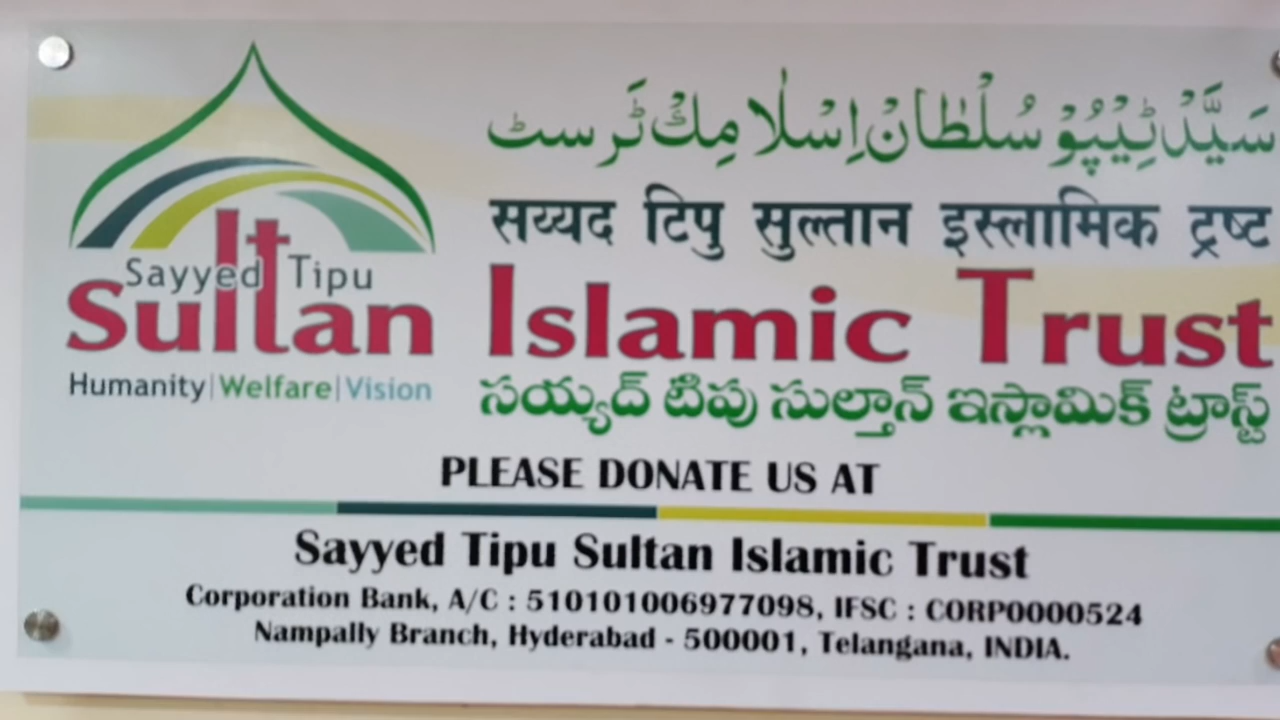 Sayyed Tipu
Sultan
Humanity|Welfare|Vision
سَیَّدْ ٹِیْپُوْ سُلْطَانْ اِسْلَامِكْ ٹَرسٹ
सय्यद टिपु सुल्तान इस्लामिक ट्रष्ट
Islamic Trust
సయ్యద్ టిపు సుల్తాన్ ఇస్లామిక్ ట్రాస్ట్
PLEASE DONATE US AT
Sayyed Tipu Sultan Islamic Trust
Corporation Bank, A/C : 510101006977098, IFSC : CORP0000524
Nampally Branch, Hyderabad - 500001, Telangana, INDIA.